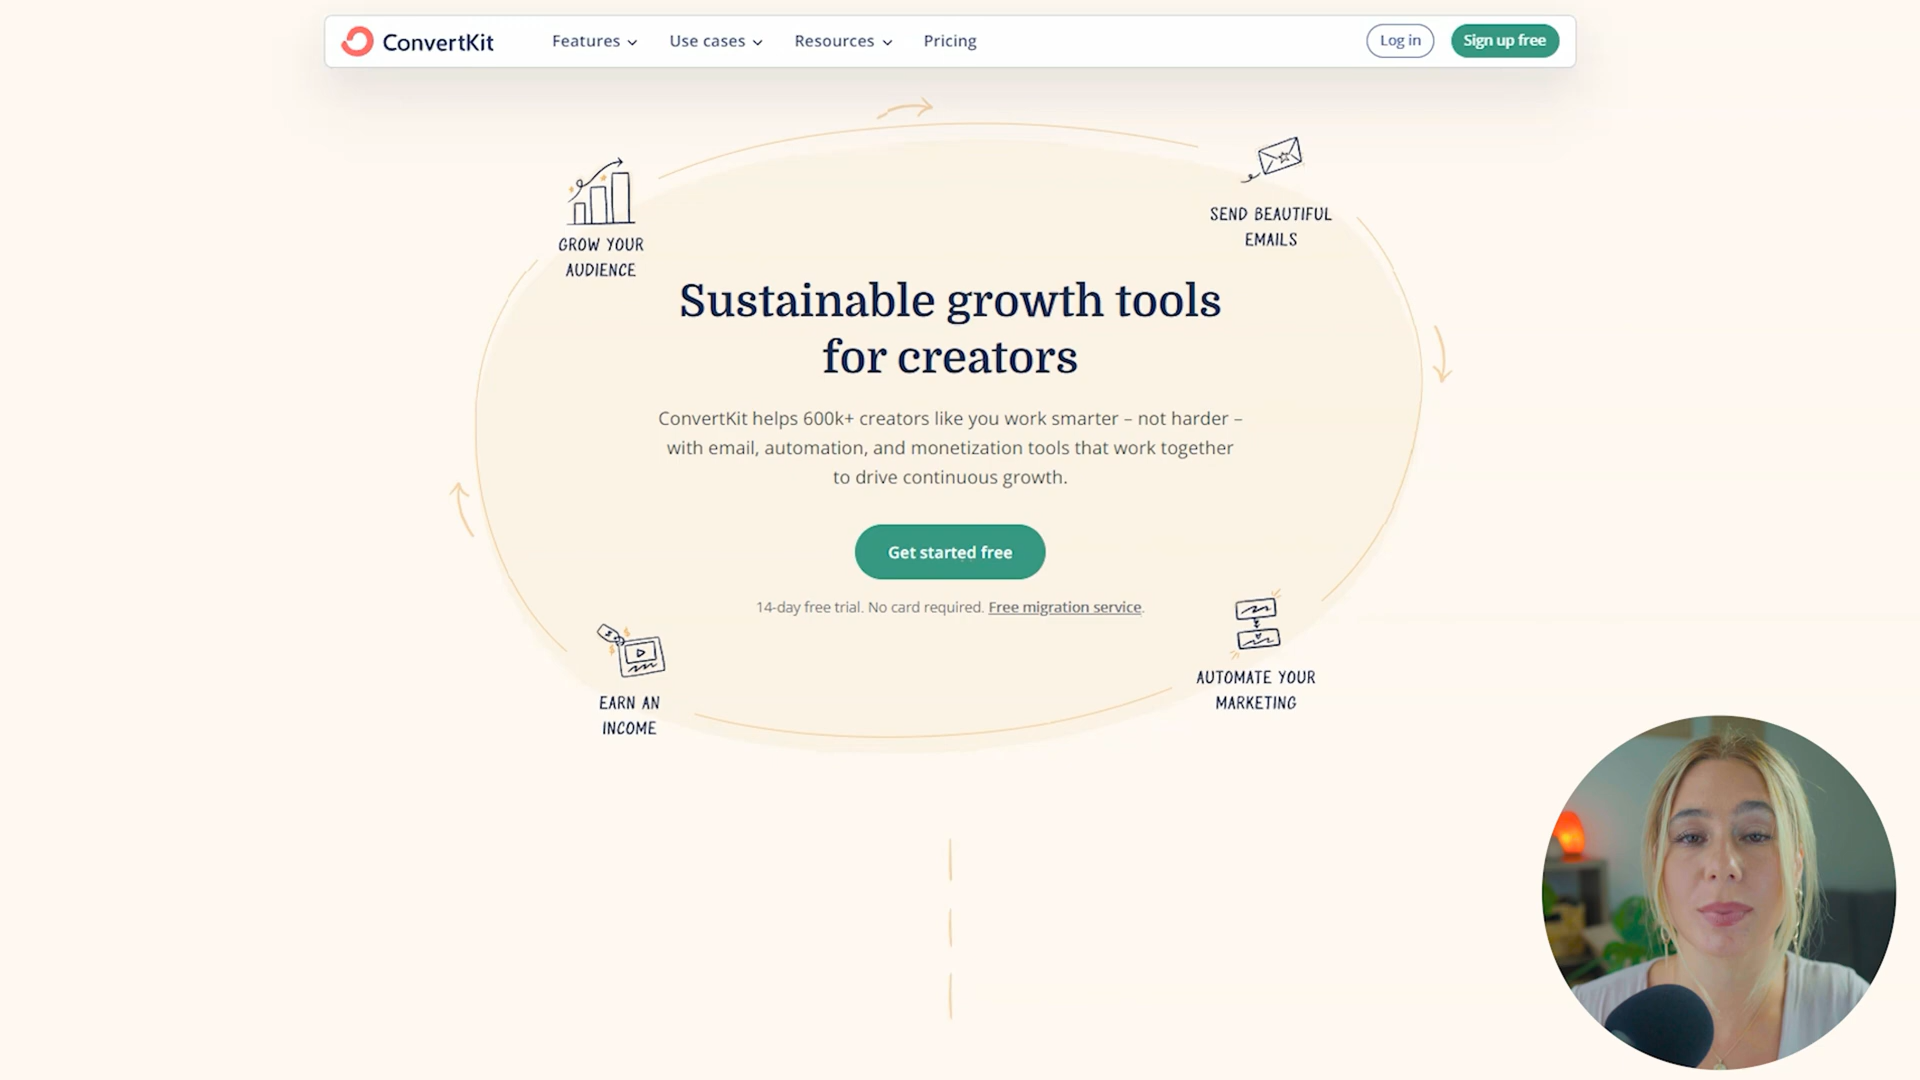 ConvertKit
Features
Use cases
Resources
Pricing
Log in
Sign up free
GROW YOUR
AUDIENCE
SEND BEAUTIFUL
EMAILS
Sustainable growth tools
for creators
ConvertKit helps 600k+ creators like you work smarter – not harder –
with email, automation, and monetization tools that work together
to drive continuous growth.
Get started free
14-day free trial. No card required. Free migration service.
EARN AN
INCOME
AUTOMATE YOUR
MARKETING